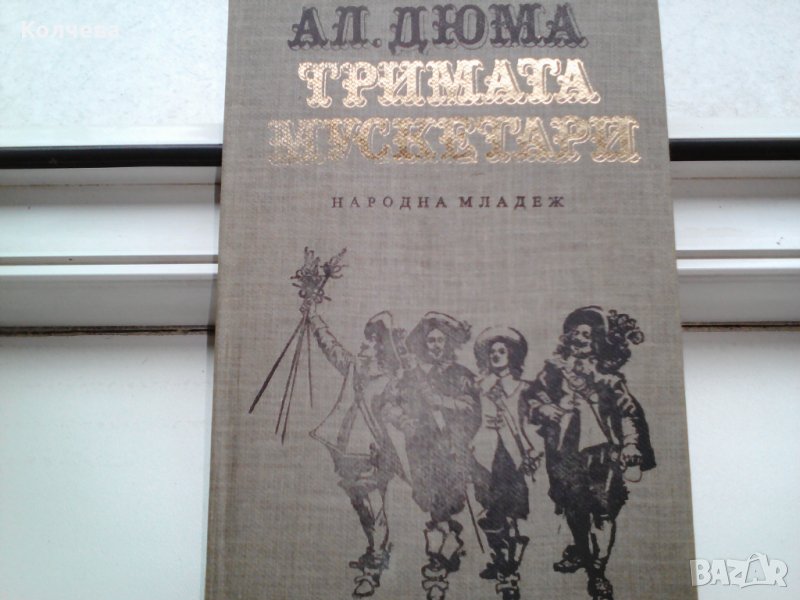 Колчева
АЛ. ДЮМА
ТРИМАТА
МУСКЕТАРИ
НАРОДНА МЛАДЕЖ
BAZAR